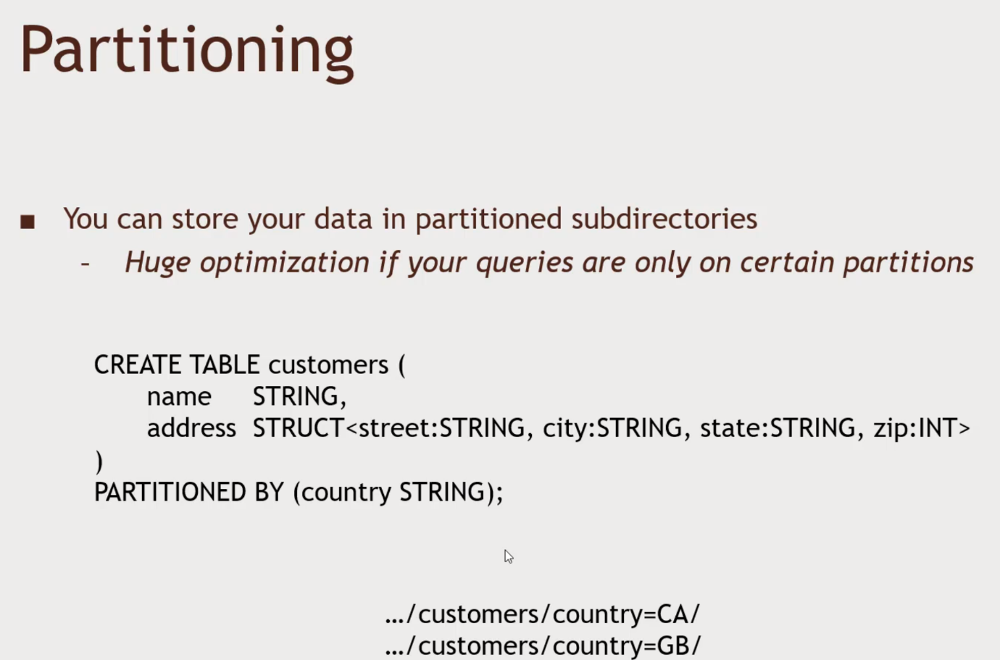 Partitioning
■ You can store your data in partitioned subdirectories
– Huge optimization if your queries are only on certain partitions
CREATE TABLE customers (
name STRING,
address STRUCT<street:STRING, city:STRING, state:STRING, zip:INT>
)
PARTITIONED BY (country STRING);
.../customers/country=CA/
.../customers/country=GB/